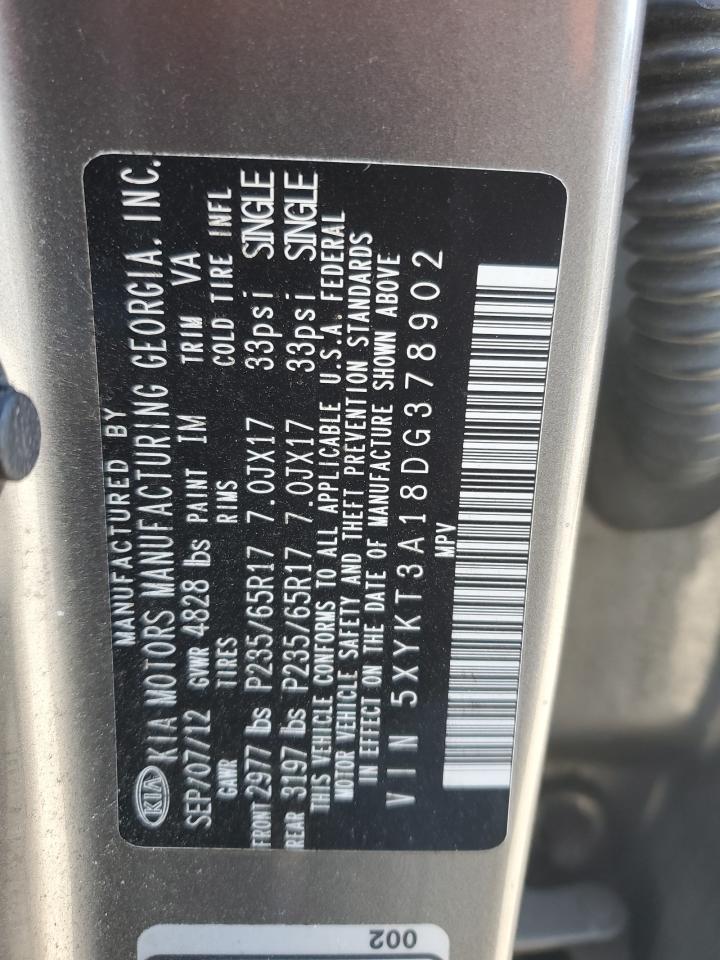 MANUFACTURED BY
KIA KIA MOTORS MANUFACTURING GEORGIA. INC.
SEP/07/12 GVWR 4828 lbs PAINT IM TRIM VA
GAWR TIRES RIMS COLD TIRE INFL
FRONT 2977 lbs P235/65R17 7.0JX17 33psi SINGLE
REAR 3197 lbs P235/65R17 7.0JX17 33psi SINGLE
THIS VEHICLE CONFORMS TO ALL APPLICABLE U.S.A. FEDERAL
MOTOR VEHICLE SAFETY AND THEFT PREVENTION STANDARDS
IN EFFECT ON THE DATE OF MANUFACTURE SHOWN ABOVE
VIN 5XYKT3A18DG378902
MPV
002